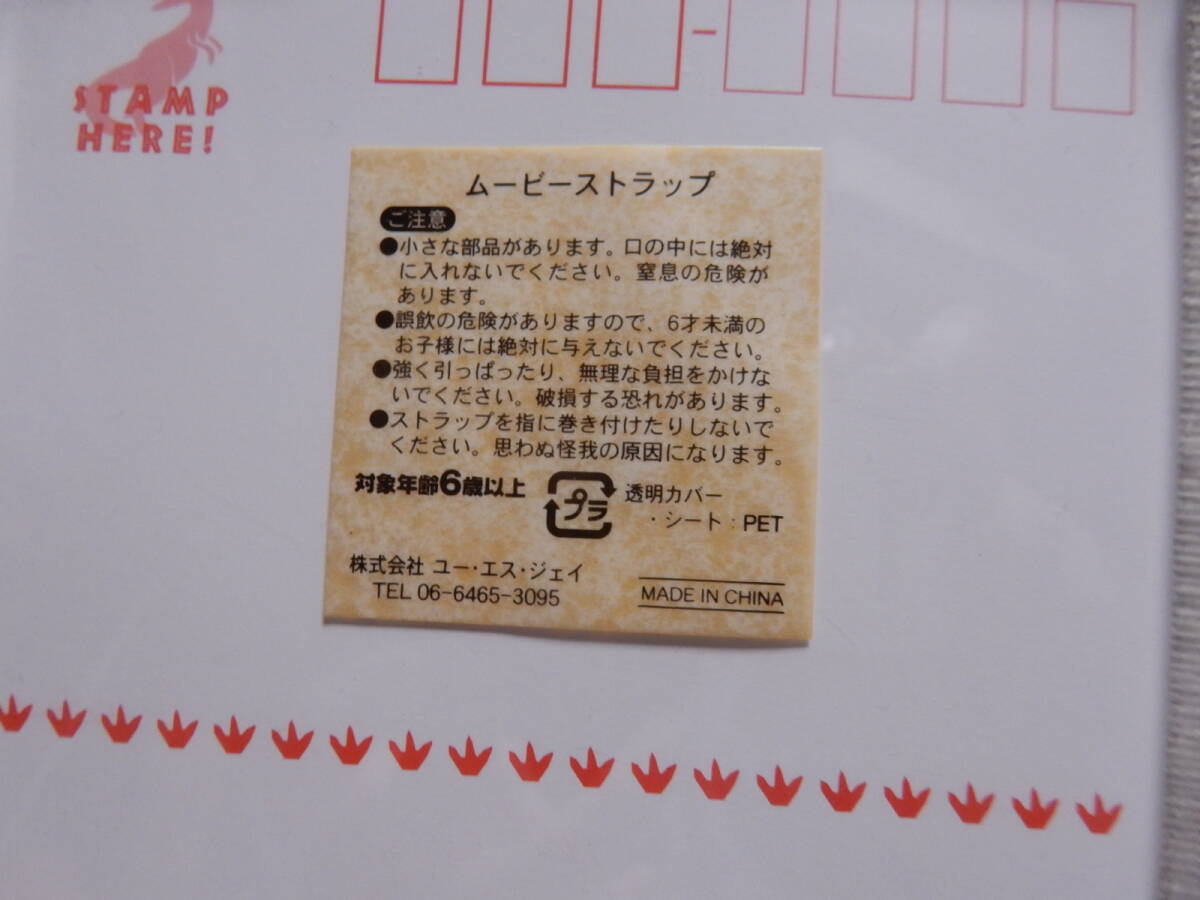 STAMP
HERE!
ムービーストラップ
ご注意
●小さな部品があります。口の中には絶対
に入れないでください。窒息の危険が
あります。
●誤飲の危険がありますので、6才未満の
お子様には絶対に与えないでください。
●強く引っぱったり、無理な負担をかけな
いでください。破損する恐れがあります。
●ストラップを指に巻き付けたりしないで
ください。思わぬ怪我の原因になります。
対象年齢6歳以上
プラ
透明カバー
・シート：PET
株式会社 ユー・エス・ジェイ
TEL 06-6465-3095
MADE IN CHINA